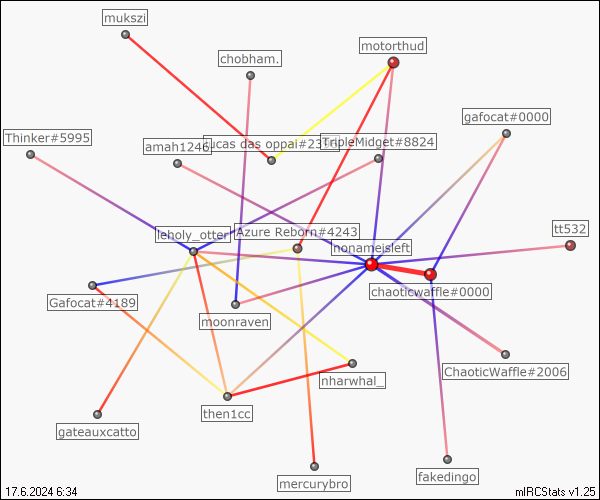 mukszi
motorthud
chobham.
gafocat#0000
Thinker#5995
amah1246
lucas das oppai#2
TripleMidget#8824
tt532
leholy_otter
Azure Reborn#4243
nonameisleft
chaoticwaffle#0000
Gafocat#4189
moonraven
ChaoticWaffle#2006
nharwhal_
then1cc
gateauxcatto
fakedingo
mercurybro
17.6.2024 6:34
mIRCStats v1.25